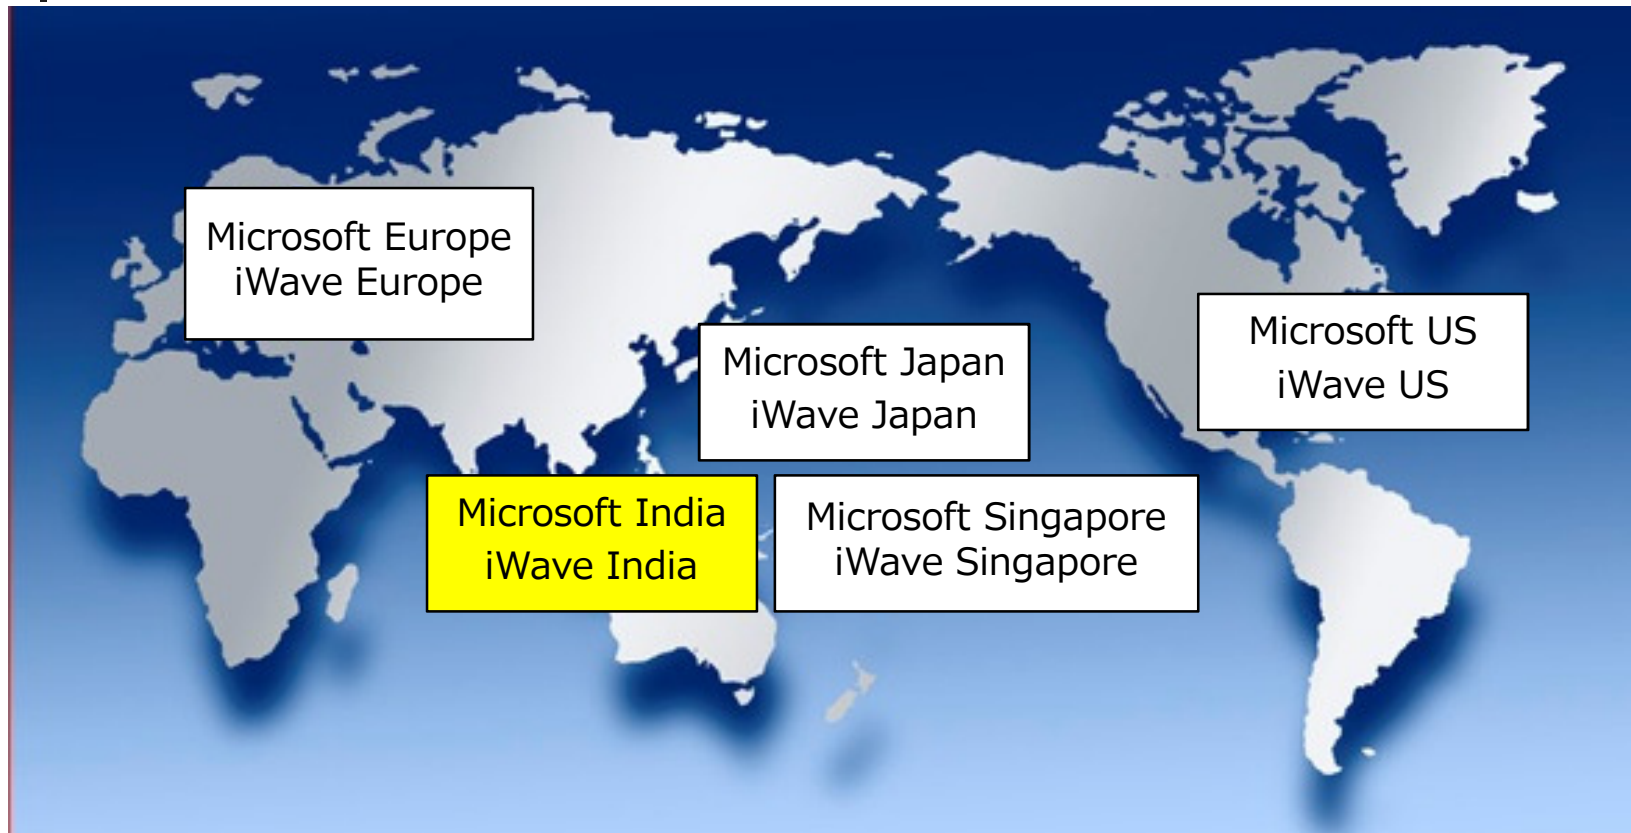 Microsoft Europe
iWave Europe
Microsoft Japan
iWave Japan
Microsoft US
iWave US
Microsoft India
iWave India
Microsoft Singapore
iWave Singapore